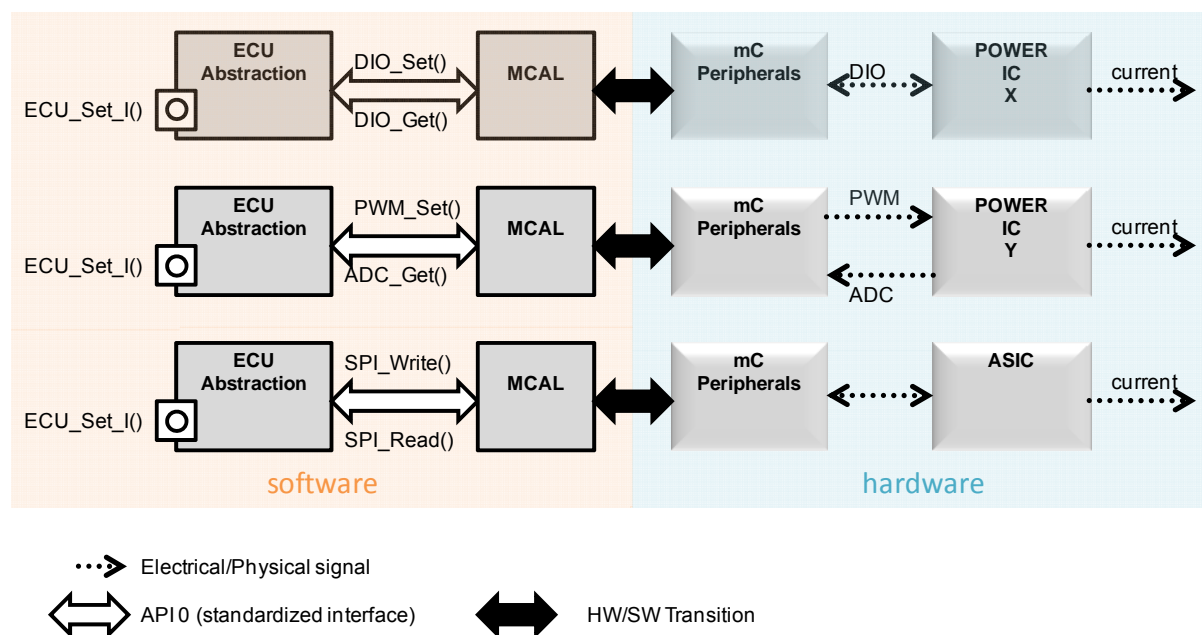 ECU
Abstraction
DIO_Set()
DIO_Get()
MCAL
mC
Peripherals
DIO
POWER
IC
X
current
ECU_Set_I()
ECU
Abstraction
PWM_Set()
ADC_Get()
MCAL
mC
Peripherals
PWM
ADC
POWER
IC
Y
current
ECU_Set_I()
ECU
Abstraction
SPI_Write()
SPI_Read()
MCAL
mC
Peripherals
ASIC
current
ECU_Set_I()
software
hardware
Electrical/Physical signal
API 0 (standardized interface)
HW/SW Transition